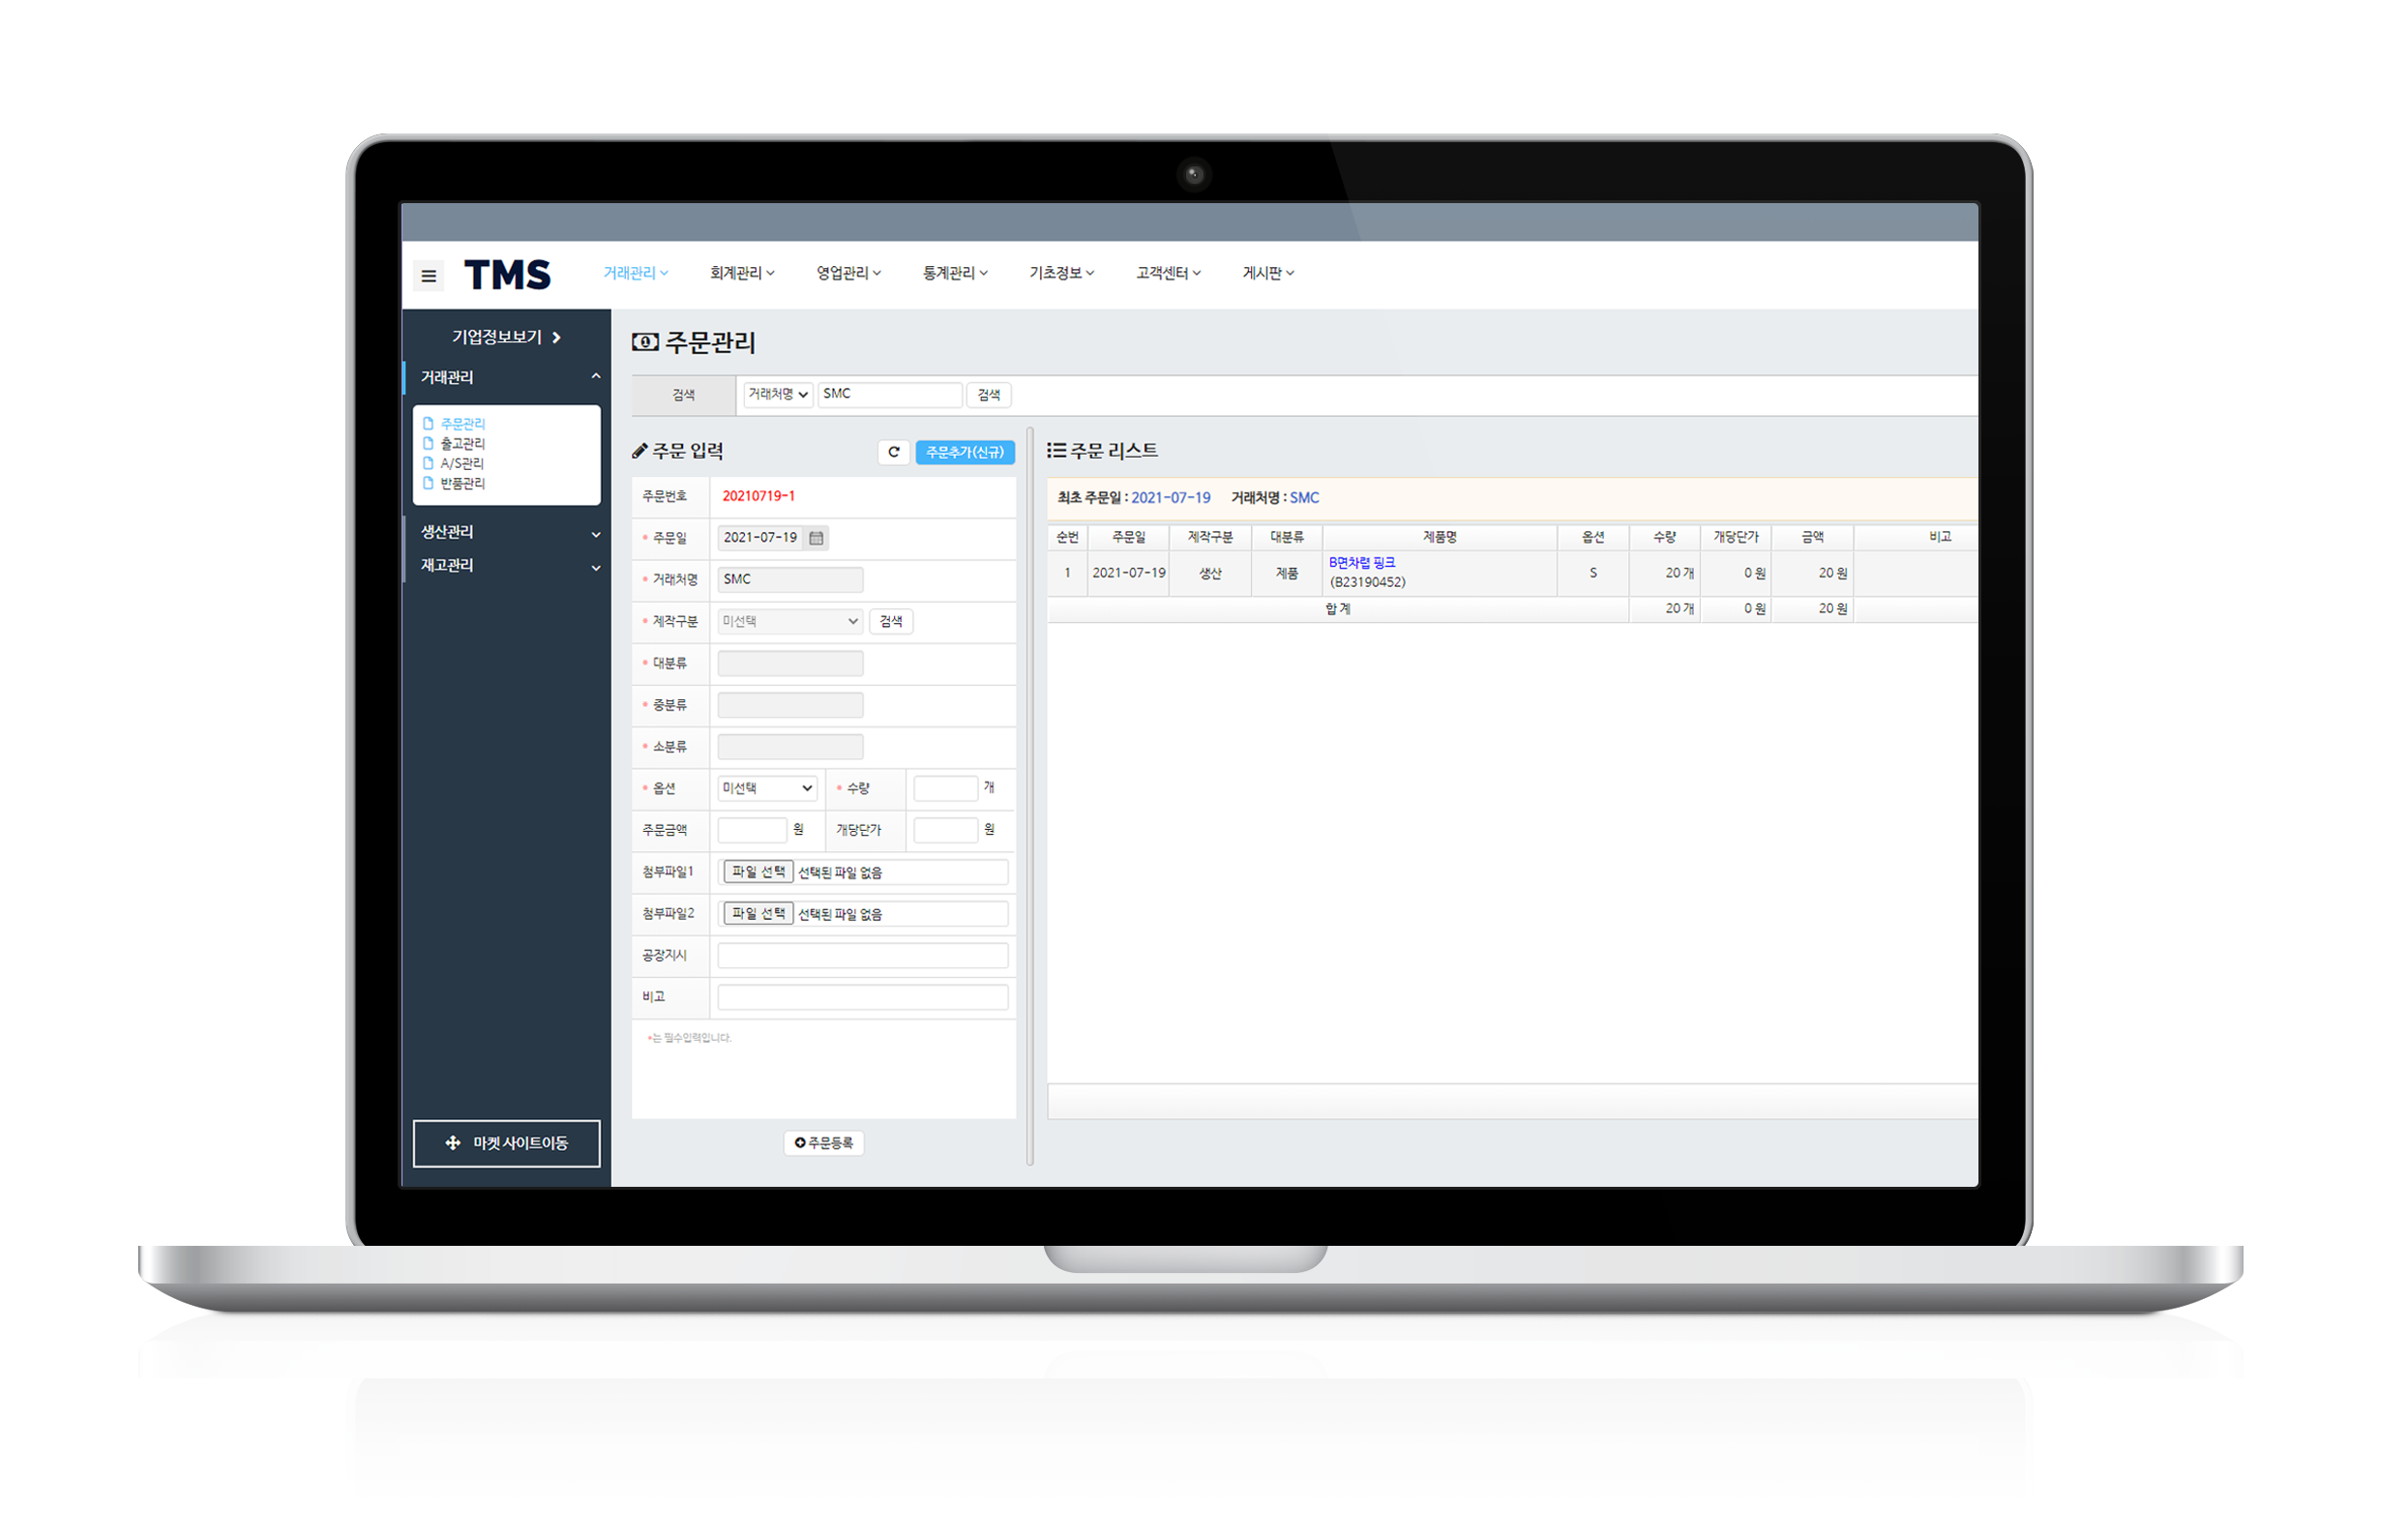 TMS 거래관리 회계관리 영업관리 통계관리 기초정보 고객센터 게시판
기업정보보기
거래관리
주문관리
출고관리
A/S관리
반품관리
생산관리
재고관리
마켓 사이트이동
주문관리
검색 거래처명 SMC 검색
주문 입력 주문추가(신규)
주문번호 20210719-1
* 주문일 2021-07-19
* 거래처명 SMC
* 제작구분 미선택 검색
* 대분류
* 중분류
* 소분류
* 옵션 미선택 * 수량 개
주문금액 원 개당단가 원
첨부파일1 파일 선택 선택된 파일 없음
첨부파일2 파일 선택 선택된 파일 없음
공장지시
비고
*는 필수입력입니다.
주문등록
주문 리스트
최초 주문일 : 2021-07-19 거래처명 : SMC
순번 주문일 제작구분 대분류 제품명 옵션 수량 개당단가 금액 비고
1 2021-07-19 생산 제품 B면차렵 핑크 S 20 개 0 원 20 원
(B23190452)
합 계 20 개 0 원 20 원